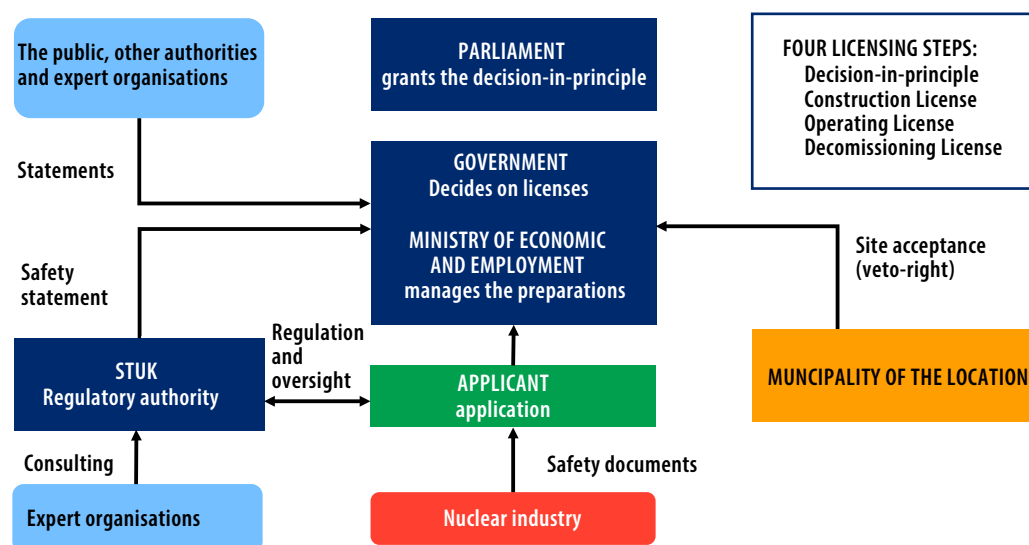 The public, other authorities
and expert organisations
PARLIAMENT
grants the decision-in-principle
FOUR LICENSING STEPS:
Decision-in-principle
Construction License
Operating License
Decomissioning License
Statements
GOVERNMENT
Decides on licenses
MINISTRY OF ECONOMIC
AND EMPLOYMENT
manages the preparations
Site acceptance
(veto-right)
Safety
statement
Regulation
and
oversight
STUK
Regulatory authority
APPLICANT
application
MUNCIPALITY OF THE LOCATION
Consulting
Safety documents
Expert organisations
Nuclear industry